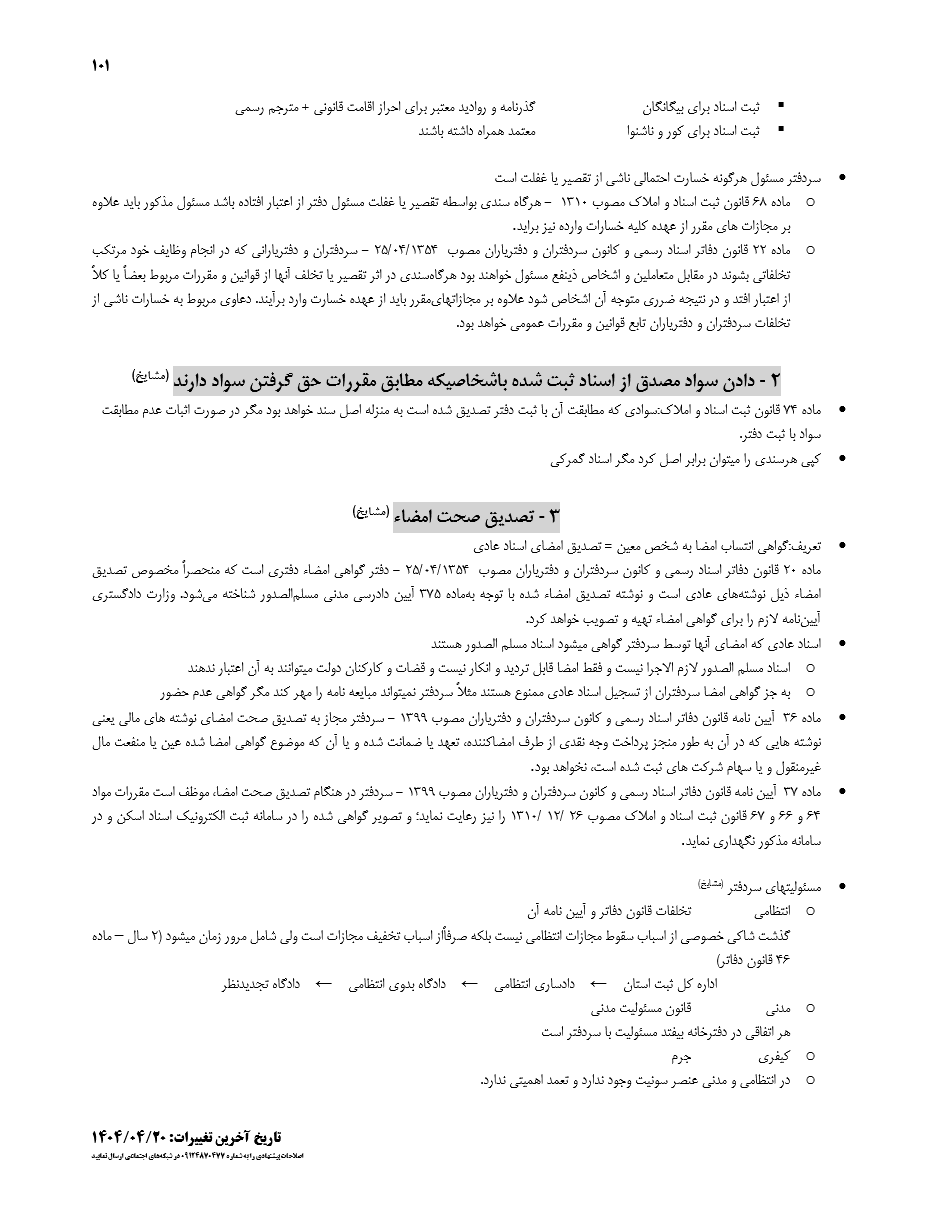 ۱۰۱
▪ ثبت اسناد برای بیگانگان گذرنامه و روادید معتبر برای احراز اقامت قانونی + مترجم رسمی
▪ ثبت اسناد برای کور و ناشنوا معتمد همراه داشته باشند
• سردفتر مسئول هرگونه خسارت احتمالی ناشی از تقصیر یا غفلت است
○ ماده ۶۸ قانون ثبت اسناد و املاک مصوب ۱۳۱۰ – هرگاه سندی بواسطه تقصیر یا غفلت مسئول دفتر از اعتبار افتاده باشد مسئول مذکور باید علاوه
بر مجازات های مقرر از عهده کلیه خسارات وارده نیز براید.
○ ماده ۲۲ قانون دفاتر اسناد رسمی و کانون سردفتران و دفتریاران مصوب ۲۵/۰۴/۱۳۵۴ – سردفتران و دفتریارانی که در انجام وظایف خود مرتکب
تخلفاتی بشوند در مقابل متعاملین و اشخاص ذینفع مسئول خواهند بود هرگاه‌سندی در اثر تقصیر یا تخلف آنها از قوانین و مقررات مربوط بعضاً یا کلاً
از اعتبار افتد و در نتیجه ضرری متوجه آن اشخاص شود علاوه بر مجازاتهای‌مقرر باید از عهده خسارت وارد برآیند. دعاوی مربوط به خسارات ناشی از
تخلفات سردفتران و دفتریاران تابع قوانین و مقررات عمومی خواهد بود.
۲ - دادن سواد مصدق از اسناد ثبت شده باشخاصیکه مطابق مقررات حق گرفتن سواد دارند (مشایخ)
• ماده ۷۴ قانون ثبت اسناد و املاک:سوادی که مطابقت آن با ثبت دفتر تصدیق شده است به منزله اصل سند خواهد بود مگر در صورت اثبات عدم مطابقت
سواد با ثبت دفتر.
• کپی هرسندی را میتوان برابر اصل کرد مگر اسناد گمرکی
۳ - تصدیق صحت امضاء (مشایخ)
• تعریف:گواهی انتساب امضا به شخص معین = تصدیق امضای اسناد عادی
ماده ۲۰ قانون دفاتر اسناد رسمی و کانون سردفتران و دفتریاران مصوب ۲۵/۰۴/۱۳۵۴ – دفتر گواهی امضاء دفتری است که منحصراً مخصوص تصدیق
امضاء ذیل نوشته‌های عادی است و نوشته تصدیق امضاء شده با توجه به‌ماده ۳۷۵ آیین دادرسی مدنی مسلم‌الصدور شناخته می‌شود. وزارت دادگستری
آیین‌نامه لازم را برای گواهی امضاء تهیه و تصویب خواهد کرد.
• اسناد عادی که امضای آنها توسط سردفتر گواهی میشود اسناد مسلم الصدور هستند
○ اسناد مسلم الصدور لازم الاجرا نیست و فقط امضا قابل تردید و انکار نیست و قضات و کارکنان دولت میتوانند به آن اعتبار ندهند
○ به جز گواهی امضا سردفتران از تسجیل اسناد عادی ممنوع هستند مثلاً سردفتر نمیتواند مبایعه نامه را مهر کند مگر گواهی عدم حضور
• ماده ۳۶ آیین نامه قانون دفاتر اسناد رسمی و کانون سردفتران و دفتریاران مصوب ۱۳۹۹ – سردفتر مجاز به تصدیق صحت امضای نوشته های مالی یعنی
نوشته هایی که در آن به طور منجز پرداخت وجه نقدی از طرف امضاکننده، تعهد یا ضمانت شده و یا آن که موضوع گواهی امضا شده عین یا منفعت مال
غیرمنقول و یا سهام شرکت های ثبت شده است، نخواهد بود.
• ماده ۳۷ آیین نامه قانون دفاتر اسناد رسمی و کانون سردفتران و دفتریاران مصوب ۱۳۹۹ – سردفتر در هنگام تصدیق صحت امضا، موظف است مقررات مواد
۶۴ و ۶۶ و ۶۷ قانون ثبت اسناد و املاک مصوب ۲۶ /۱۲ /۱۳۱۰ را نیز رعایت نماید؛ و تصویر گواهی شده را در سامانه ثبت الکترونیک اسناد اسکن و در
سامانه مذکور نگهداری نماید.
• مسئولیتهای سردفتر (مشایخ)
○ انتظامی تخلفات قانون دفاتر و آیین نامه آن
گذشت شاکی خصوصی از اسباب سقوط مجازات انتظامی نیست بلکه صرفاًاز اسباب تخفیف مجازات است ولی شامل مرور زمان میشود (۲ سال – ماده
۴۶ قانون دفاتر)
اداره کل ثبت استان ← دادسرای انتظامی ← دادگاه بدوی انتظامی ← دادگاه تجدیدنظر
○ مدنی قانون مسئولیت مدنی
هر اتفاقی در دفترخانه بیفتد مسئولیت با سردفتر است
○ کیفری جرم
○ در انتظامی و مدنی عنصر سونیت وجود ندارد و تعمد اهمیتی ندارد.
تاریخ آخرین تغییرات: ۱۴۰۴/۰۴/۲۰
اصلاحات پیشنهادی را به شماره ۰۹۱۲۴۸۷۰۴۷۷ در شبکه‌های اجتماعی ارسال نمایید